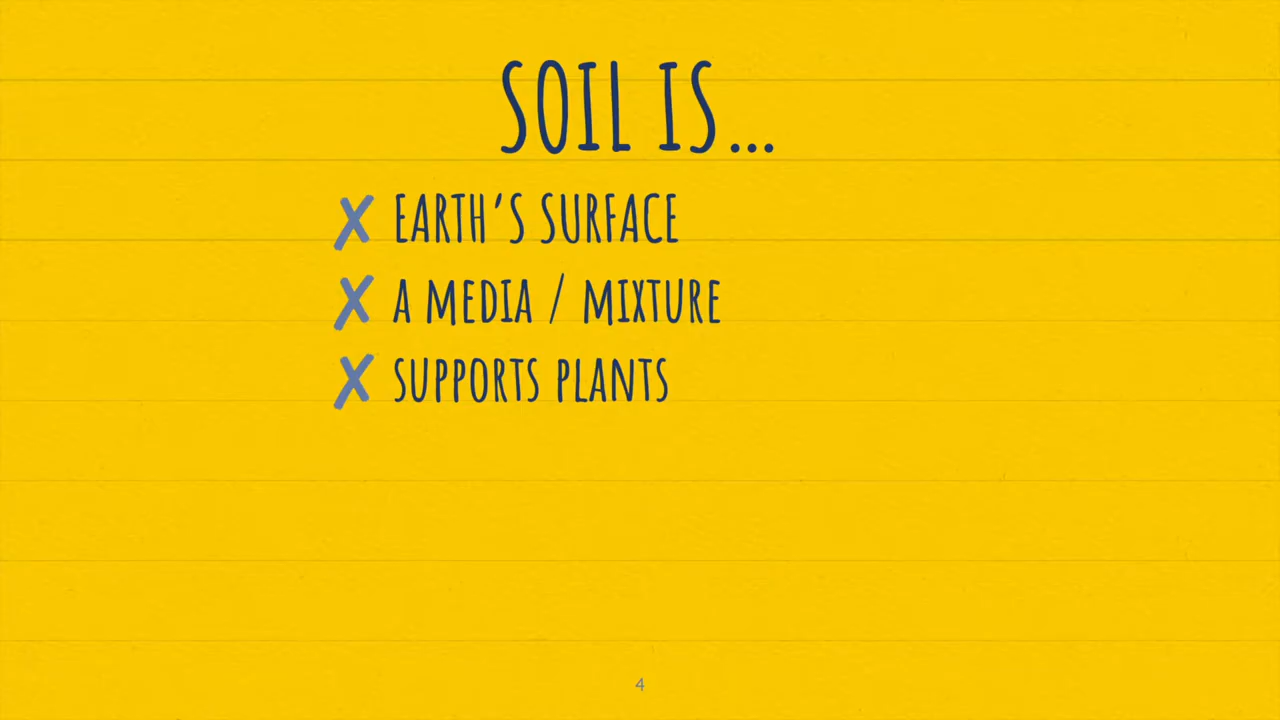 SOIL IS...
✗ EARTH'S SURFACE
✗ A MEDIA / MIXTURE
✗ SUPPORTS PLANTS
4